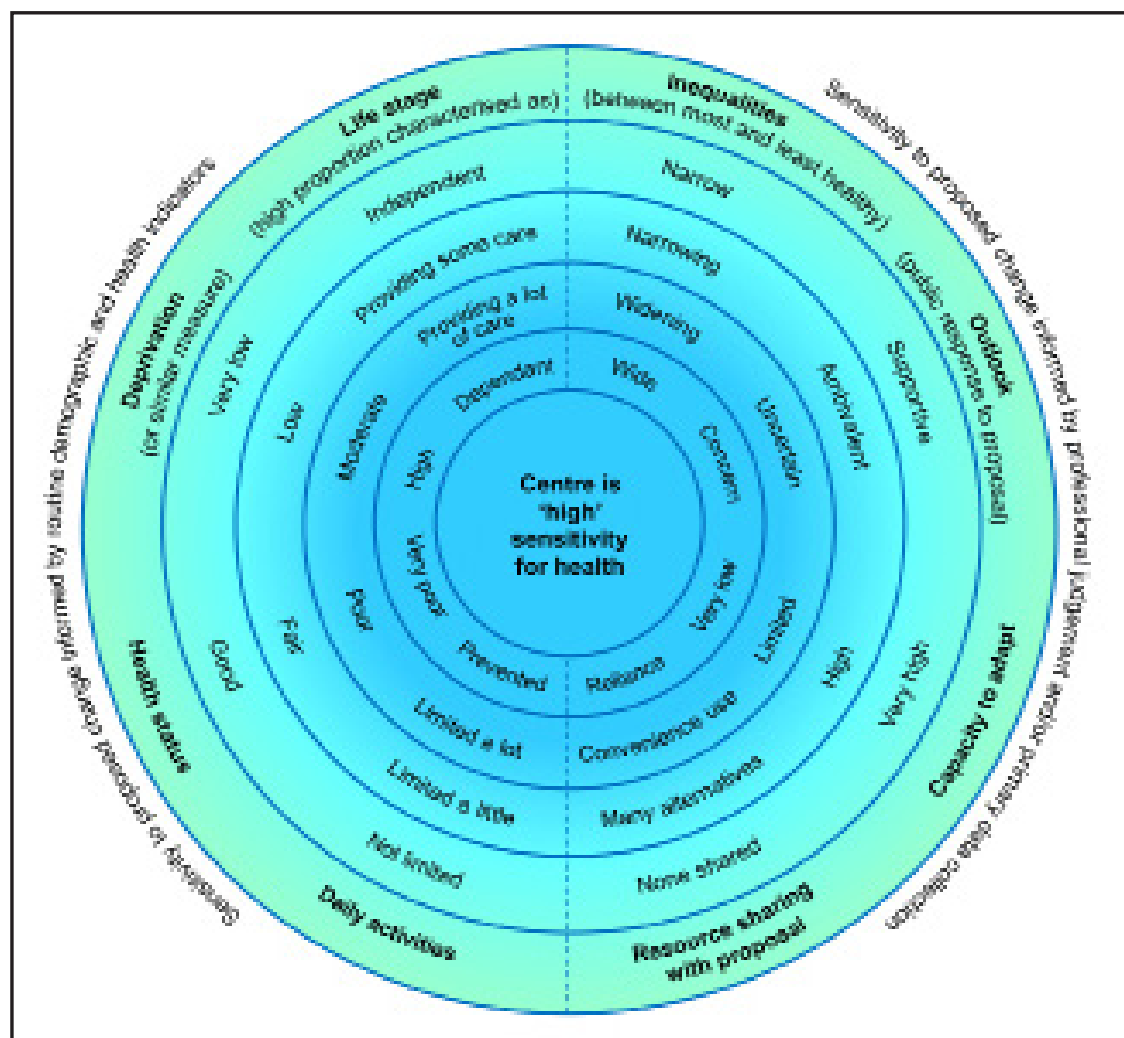 Sensitivity to proposed change informed by routine demographic and health indicators
Sensitivity to proposed change informed by professional judgement and/or primary data collection
Life stage
(high proportion characterised as)
Independent
Providing some care
Providing a lot
of care
Dependant
Inequalities
(between most and least healthy)
Narrow
Narrowing
Widening
Wide
Outlook
(public response to proposal)
Supportive
Ambivalent
Uncertain
Concern
Capacity to adapt
Very high
High
Limited
Very low
Resource sharing
with proposal
None shared
Many alternatives
Convenience use
Reliance
Daily activities
Not limited
Limited a little
Limited a lot
Prevented
Health status
Good
Fair
Poor
Very poor
Deprivation
(or similar measure)
Very low
Low
Moderate
High
Centre is
'high'
sensitivity
for health